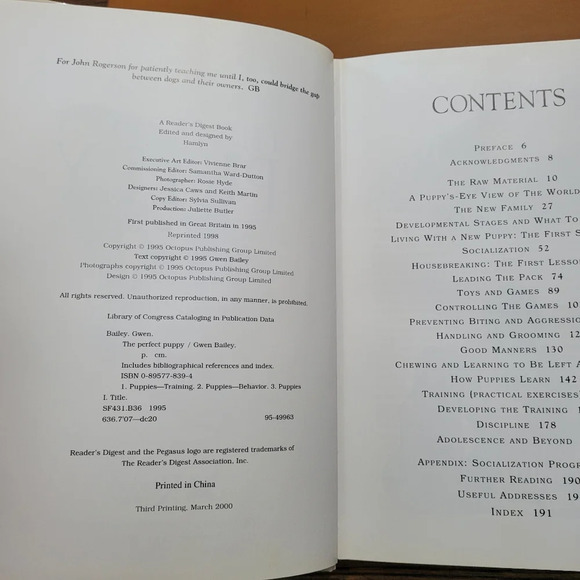 For John Rogerson for patiently teaching me until I, too, could bridge the gap
between dogs and their owners. GB
A Reader's Digest Book
Edited and designed by
Hamlyn
Executive Art Editor: Vivienne Brar
Commissioning Editor: Samantha Ward-Dutton
Photographer: Rosie Hyde
Designers: Jessica Caws and Keith Martin
Copy Editor: Sylvia Sullivan
Production: Juliette Butler
First published in Great Britain in 1995
Reprinted 1998
Copyright © 1995 Octopus Publishing Group Limited
Text copyright © 1995 Gwen Bailey
Photographs copyright © 1995 Octopus Publishing Group Limited
Design © 1995 Octopus Publishing Group Limited
All rights reserved. Unauthorized reproduction, in any manner, is prohibited.
Library of Congress Cataloging in Publication Data
Bailey, Gwen.
The perfect puppy / Gwen Bailey,
p. cm.
Includes bibliographical references and index.
ISBN 0-89577-839-4
1. Puppies—Training. 2. Puppies—Behavior. 3. Puppies
I. Title.
SF431.B36 1995
636.7'07—dc20 95-49963
Reader's Digest and the Pegasus logo are registered trademarks of
The Reader's Digest Association, Inc.
Printed in China
Third Printing, March 2000
CONTENTS
PREFACE 6
ACKNOWLEDGMENTS 8
THE RAW MATERIAL 10
A PUPPY'S-EYE VIEW OF THE WORLD
THE NEW FAMILY 27
DEVELOPMENTAL STAGES AND WHAT TO
LIVING WITH A NEW PUPPY: THE FIRST
SOCIALIZATION 52
HOUSEBREAKING: THE FIRST
LEADING THE PACK 74
TOYS AND GAMES 89
CONTROLLING THE GAMES
PREVENTING BITING AND
HANDLING AND GROOMING
GOOD MANNERS 130
CHEWING AND LEARNING TO BE LEFT
HOW PUPPIES LEARN 142
TRAINING (PRACTICAL EXERCISES)
DEVELOPING THE TRAINING
DISCIPLINE 178
ADOLESCENCE AND BEYOND
APPENDIX: SOCIALIZATION
FURTHER READING 190
USEFUL ADDRESSES
INDEX 191